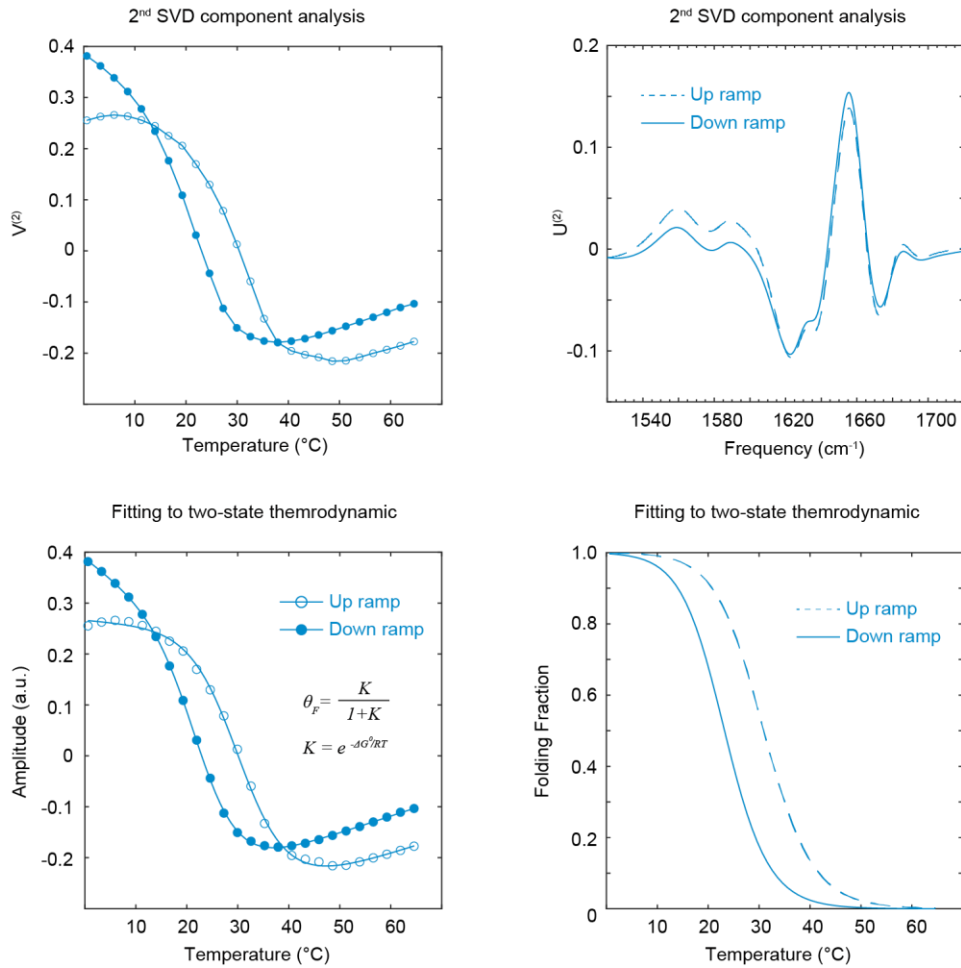 2nd SVD component analysis
0.4
0.3
0.2
0.1
0
-0.1
-0.2
V(2)
10 20 30 40 50 60
Temperature (°C)
2nd SVD component analysis
0.2
0.1
0
-0.1
U(2)
Up ramp
Down ramp
1540 1580 1620 1660 1700
Frequency (cm-1)
Fitting to two-state themrodynamic
0.4
0.3
0.2
0.1
0
-0.1
-0.2
Amplitude (a.u.)
Up ramp
Down ramp
θF= K
1+K
K = e -ΔG0/RT
10 20 30 40 50 60
Temperature (°C)
Fitting to two-state themrodynamic
1.0
0.8
0.6
0.4
0.2
0
Folding Fraction
Up ramp
Down ramp
10 20 30 40 50 60
Temperature (°C)